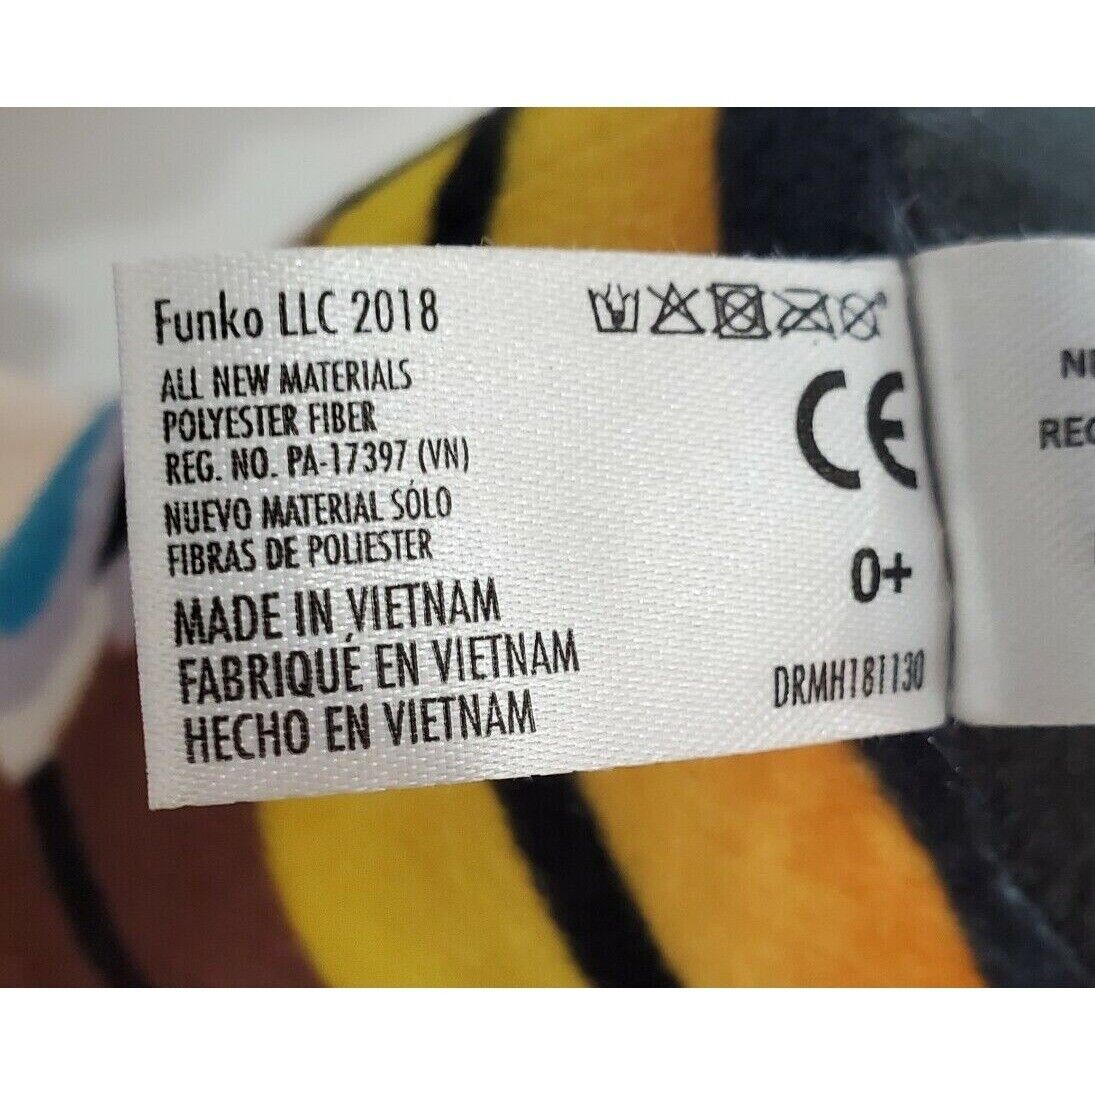 Funko LLC 2018
ALL NEW MATERIALS
POLYESTER FIBER
REG. NO. PA-17397 (VN)
NUEVO MATERIAL SÓLO
FIBRAS DE POLIESTER
MADE IN VIETNAM
FABRIQUÉ EN VIETNAM
HECHO EN VIETNAM
CE
0+
DRMH181130